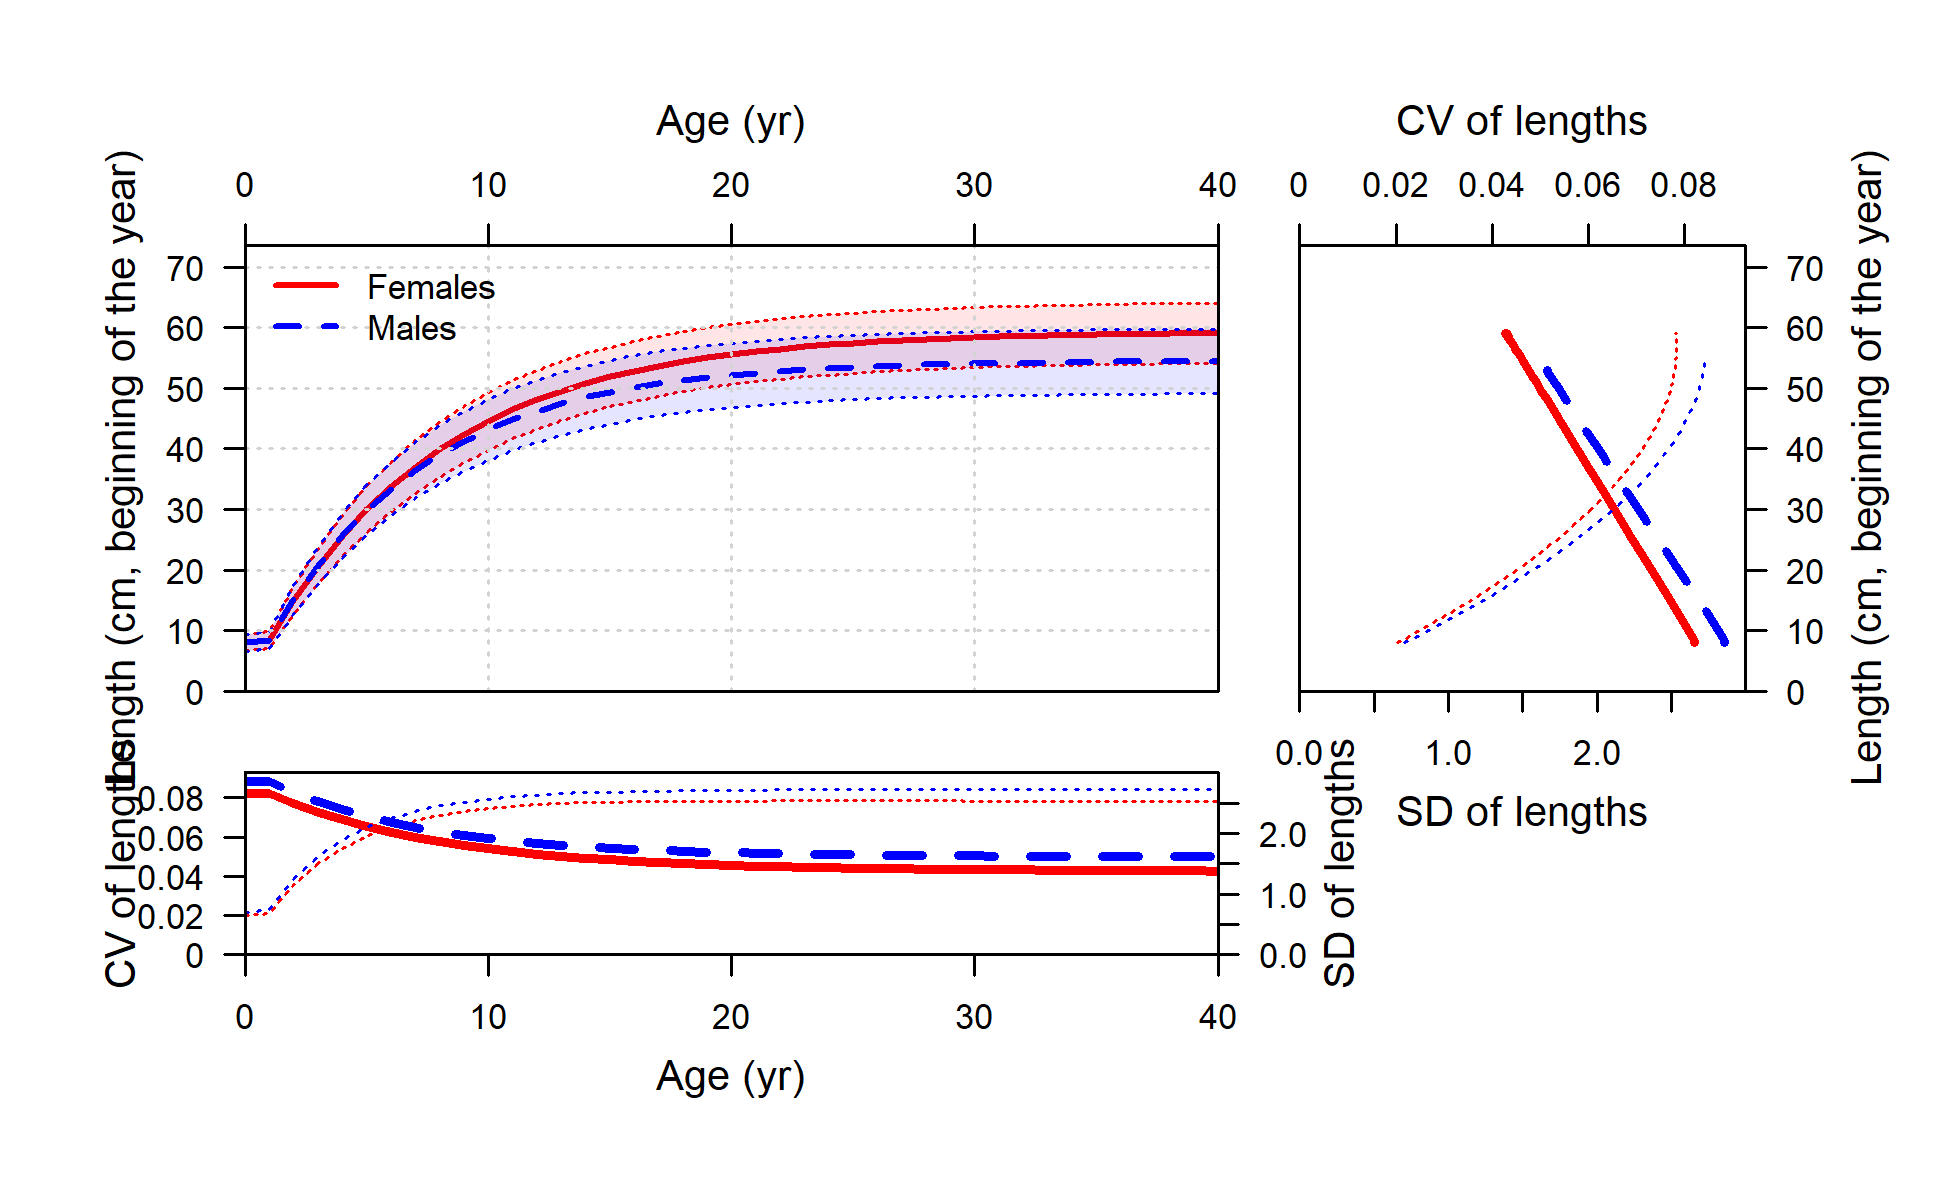 Age (yr)
CV of lengths
0 10 20 30 40
0 0.02 0.04 0.06 0.08
Length (cm, beginning of the year)
70
60
50
40
30
20
10
0
Females
Males
70
60
50
40
30
20
10
0
Length (cm, beginning of the year)
0.0 1.0 2.0
SD of lengths
CV of lengths
0.08
0.06
0.04
0.02
0
2.0
1.0
0.0
SD of lengths
0 10 20 30 40
Age (yr)